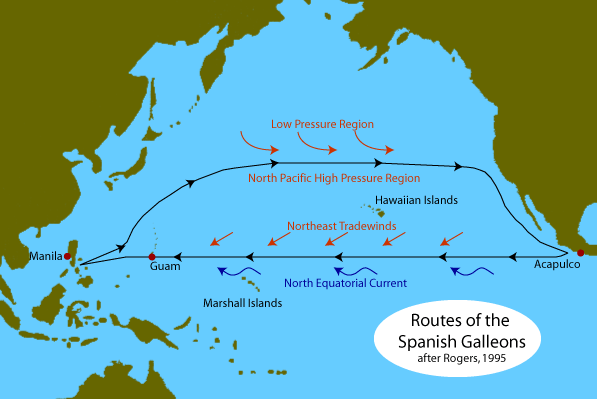 Low Pressure Region
North Pacific High Pressure Region
Hawaiian Islands
Northeast Tradewinds
Manila
Guam
Acapulco
North Equatorial Current
Marshall Islands
Routes of the
Spanish Galleons
after Rogers, 1995